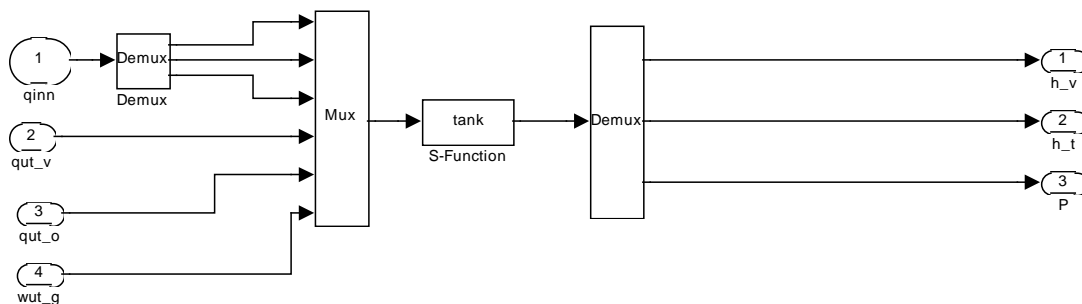 1
qinn
Demux
Demux
2
qut_v
3
qut_o
4
wut_g
Mux
tank
S-Function
Demux
1
h_v
2
h_t
3
P